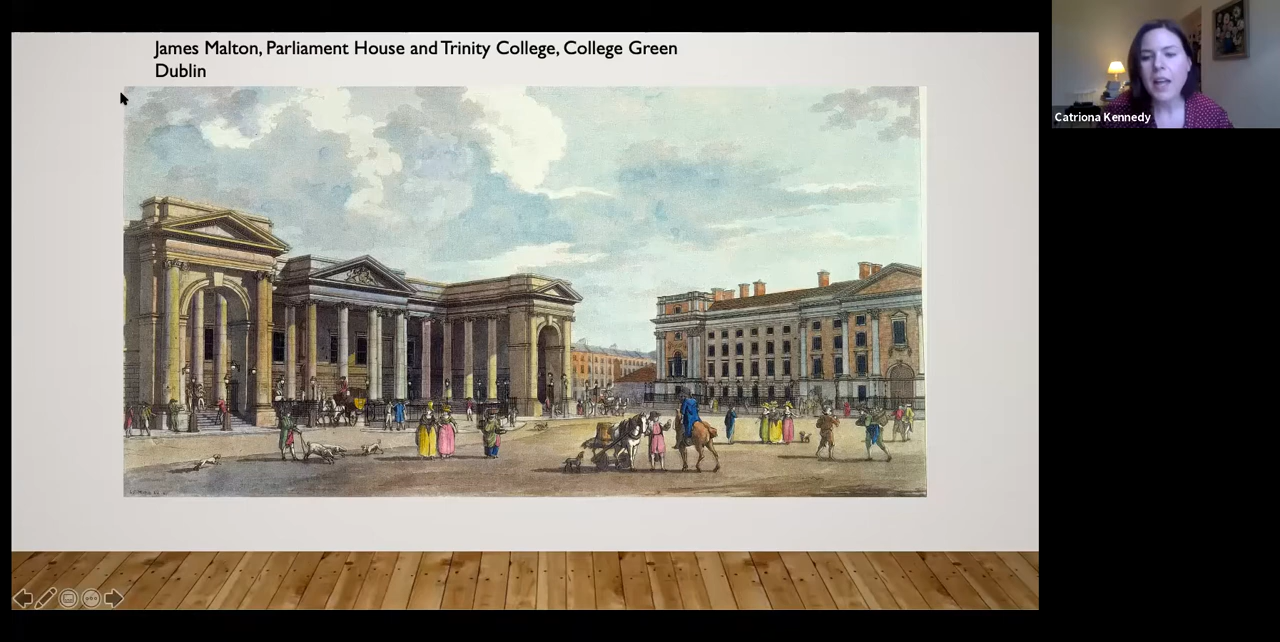 James Malton, Parliament House and Trinity College, College Green
Dublin
Catriona Kennedy